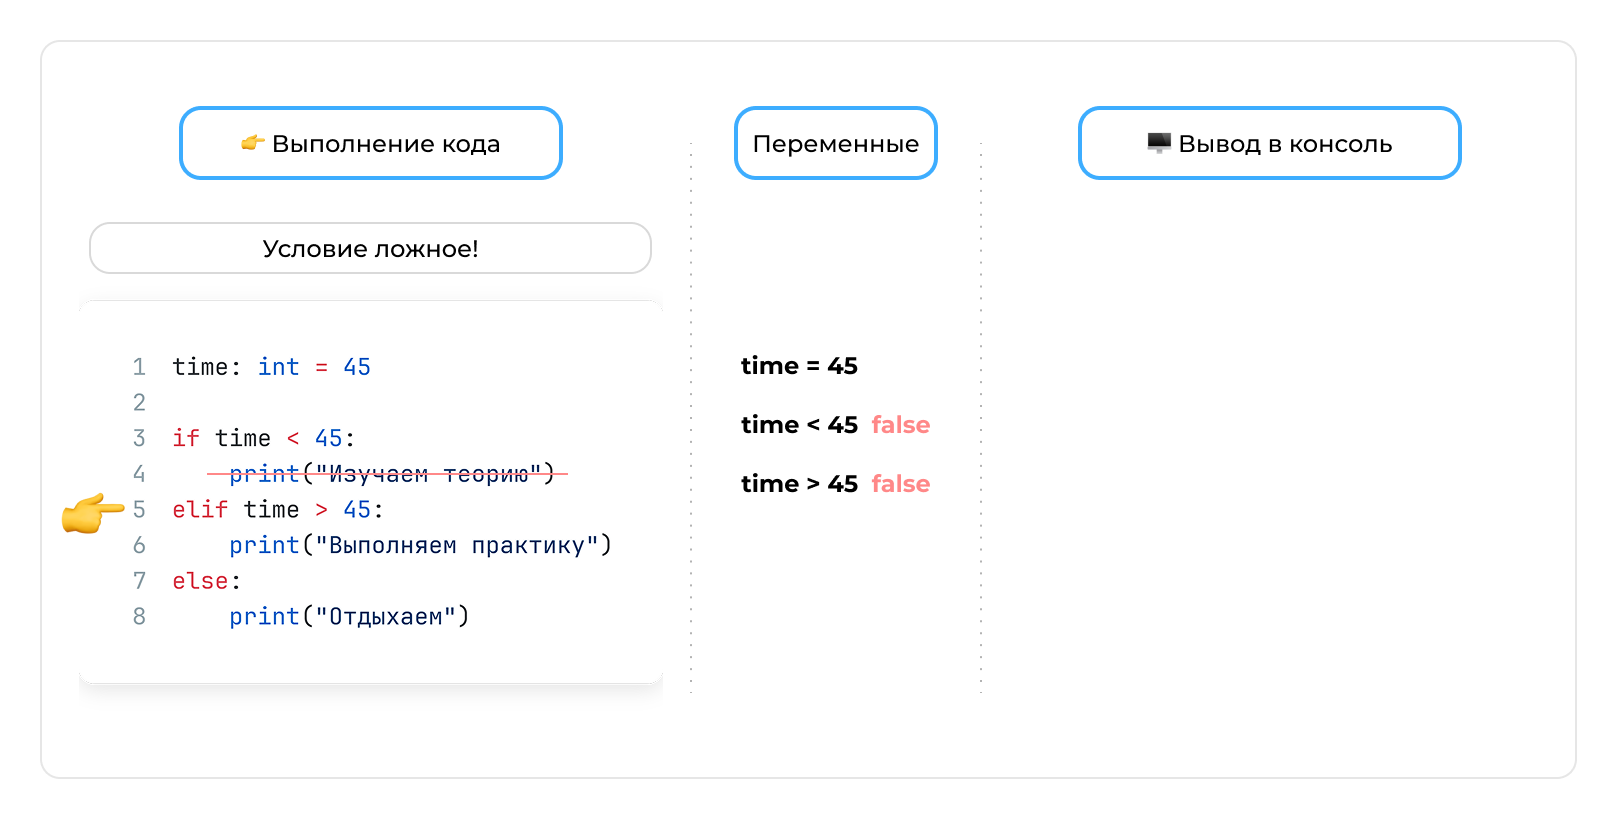 👉 Выполнение кода
Переменные
🖥️ Вывод в консоль
Условие ложное!
1 time: int = 45
2
3 if time < 45:
4     print("Изучаем теорию")
5 elif time > 45:
6     print("Выполняем практику")
7 else:
8     print("Отдыхаем")
time = 45
time < 45 false
time > 45 false